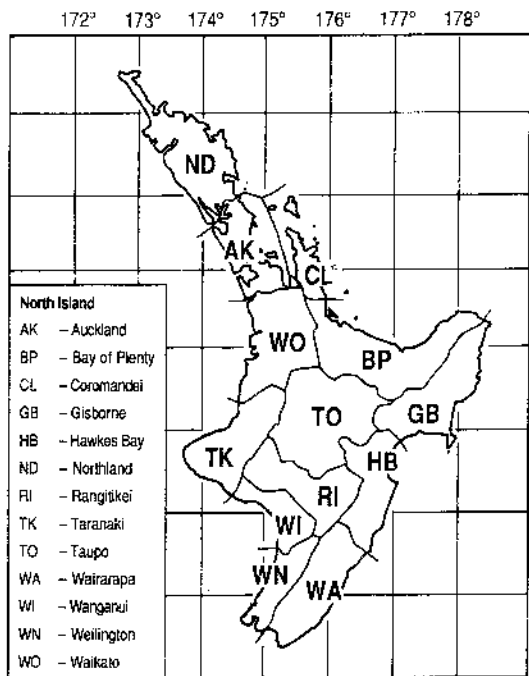 172° 173° 174° 175° 176° 177° 178°
ND
AK
CL
WO
BP
TO
GB
TK
HB
RI
WI
WN
WA
North Island
AK – Auckland
BP – Bay of Plenty
CL – Coromandel
GB – Gisborne
HB – Hawkes Bay
ND – Northland
RI – Rangitikei
TK – Taranaki
TO – Taupo
WA – Wairarapa
WI – Wanganui
WN – Wellington
WO – Waikato